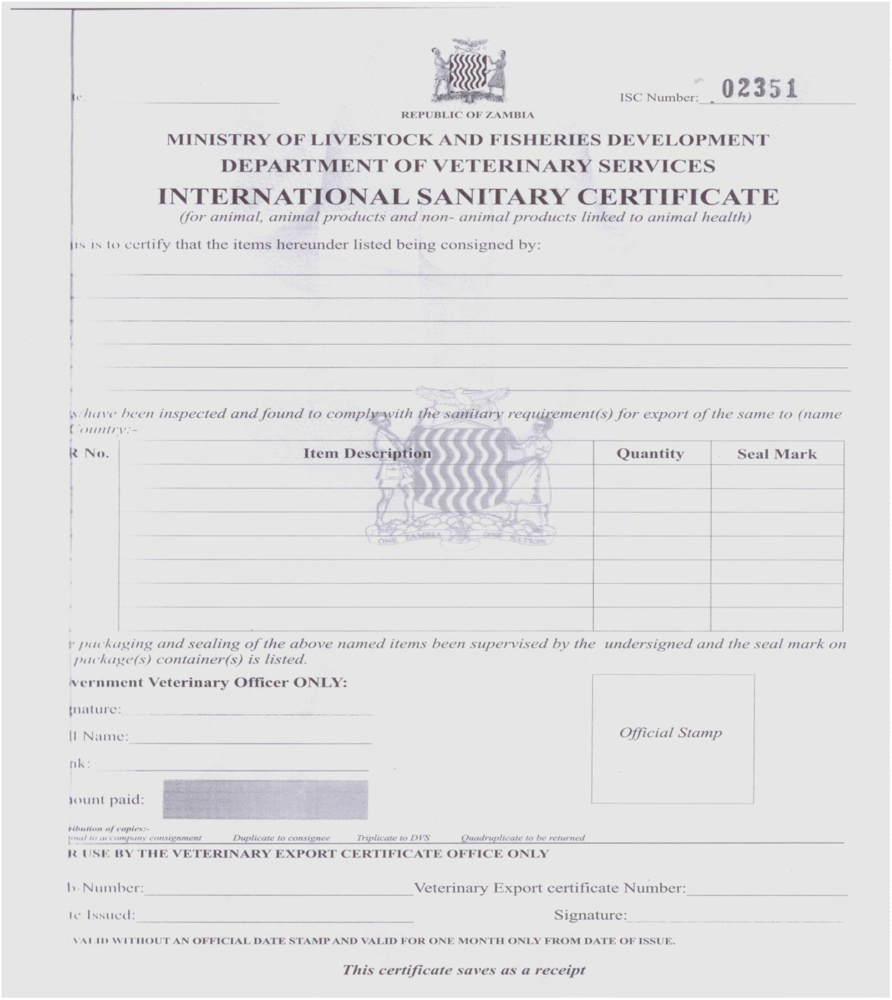 te:
ISC Number: 02351
REPUBLIC OF ZAMBIA
MINISTRY OF LIVESTOCK AND FISHERIES DEVELOPMENT
DEPARTMENT OF VETERINARY SERVICES
INTERNATIONAL SANITARY CERTIFICATE
(for animal, animal products and non- animal products linked to animal health)
is is to certify that the items hereunder listed being consigned by:
s/have been inspected and found to comply with the sanitary requirement(s) for export of the same to (name
Country:-
R No. Item Description Quantity Seal Mark
ONE ZAMBIA ONE NATION
r packaging and sealing of the above named items been supervised by the undersigned and the seal mark on
package(s) container(s) is listed.
vernment Veterinary Officer ONLY:
gnature:
ll Name:
nk:
mount paid:
ribution of copies:-
ginal to accompany consignment Duplicate to consignee Triplicate to DVS Quadruplicate to be returned
R USE BY THE VETERINARY EXPORT CERTIFICATE OFFICE ONLY
b-Number: Veterinary Export certificate Number:
te Issued: Signature:
VALID WITHOUT AN OFFICIAL DATE STAMP AND VALID FOR ONE MONTH ONLY FROM DATE OF ISSUE.
Official Stamp
This certificate saves as a receipt